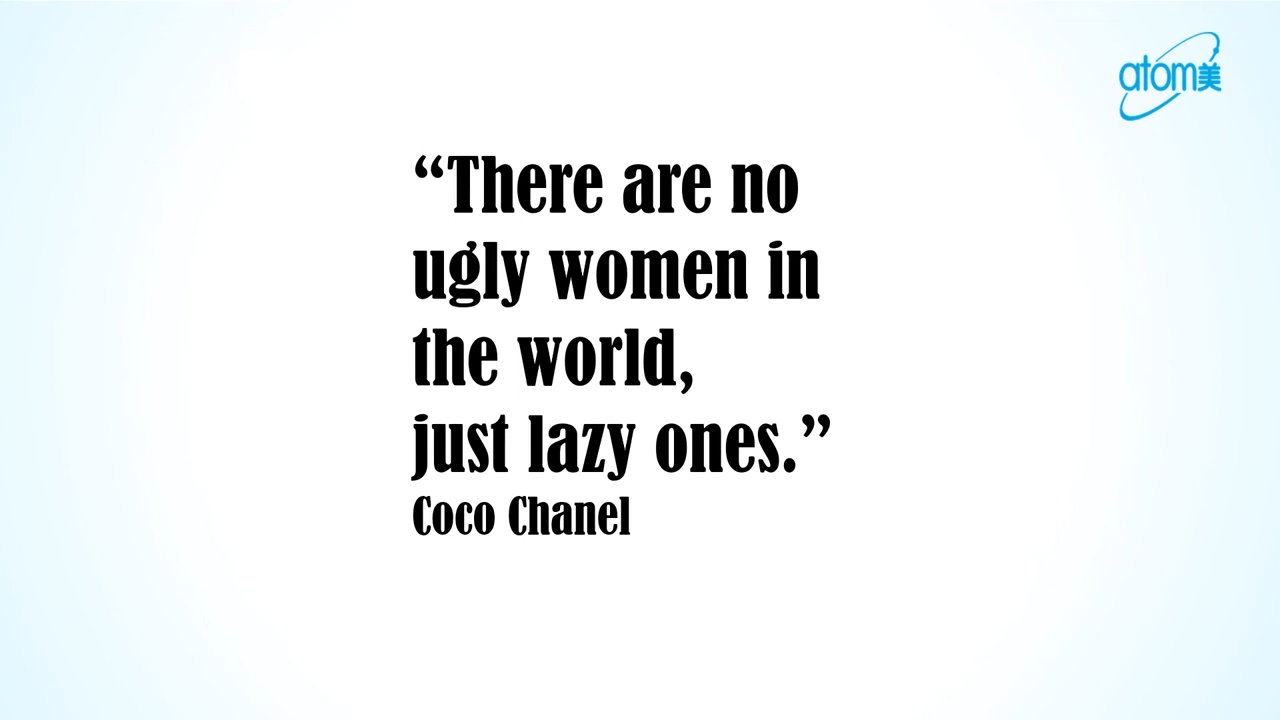 atom美
“There are no
ugly women in
the world,
just lazy ones.”
Coco Chanel